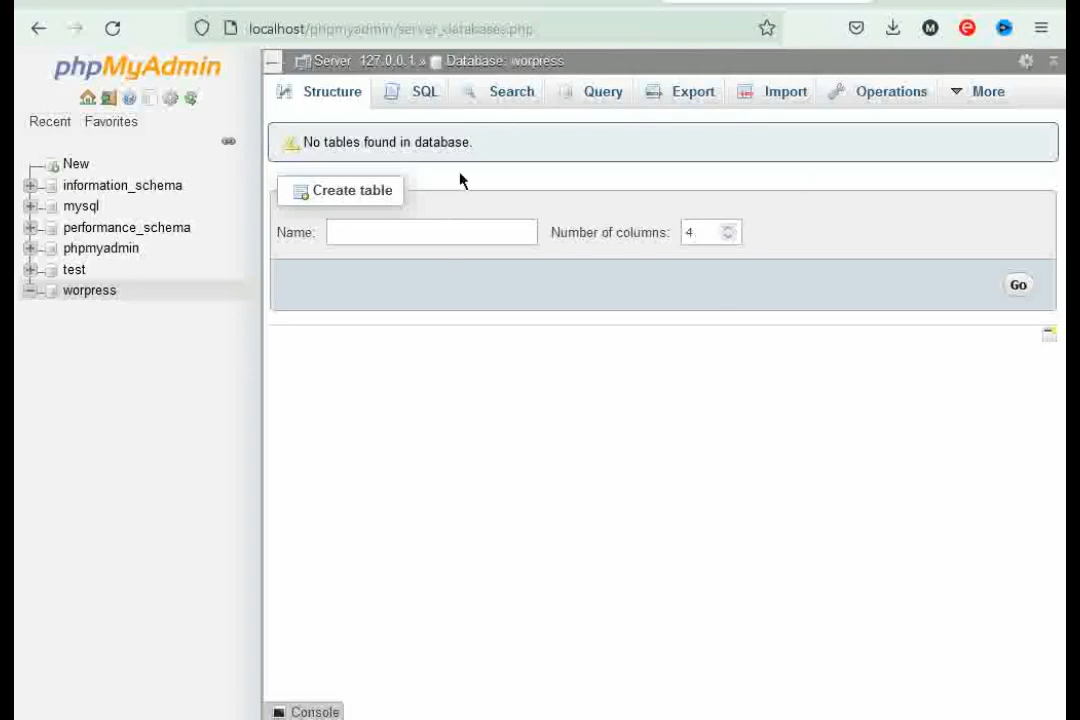 localhost/phpmyadmin/server_databases.php
M
e
phpMyAdmin
Recent Favorites
New
information_schema
mysql
performance_schema
phpmyadmin
test
worpress
Server 127.0.0.1 » Database: worpress
Structure SQL Search Query Export Import Operations More
No tables found in database.
Create table
Name: Number of columns: 4
Go
Console